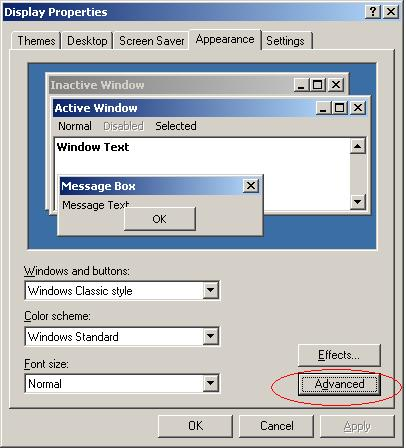 Display Properties
Themes Desktop Screen Saver Appearance Settings
Inactive Window
Active Window
Normal Disabled Selected
Window Text
Message Box
Message Text
OK
Windows and buttons:
Windows Classic style
Color scheme:
Windows Standard
Effects...
Font size:
Normal
Advanced
OK Cancel Apply